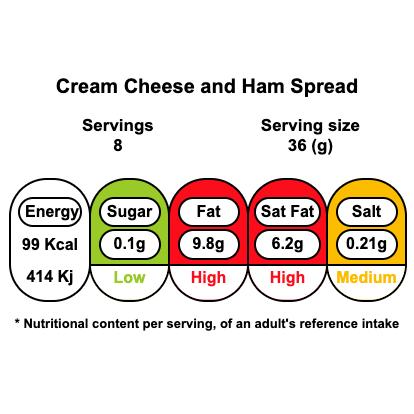 Cream Cheese and Ham Spread
Servings Serving size
8 36 (g)
Energy Sugar Fat Sat Fat Salt
99 Kcal 0.1g 9.8g 6.2g 0.21g
414 Kj Low High High Medium
* Nutritional content per serving, of an adult's reference intake